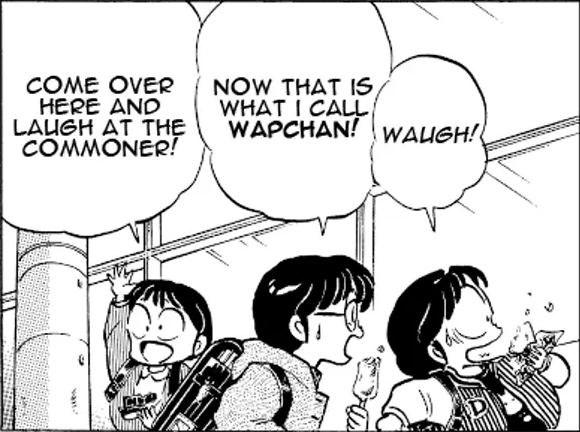 WAUGH!
NOW THAT IS
WHAT I CALL
WAPCHAN!
COME OVER
HERE AND
LAUGH AT THE
COMMONER!
D